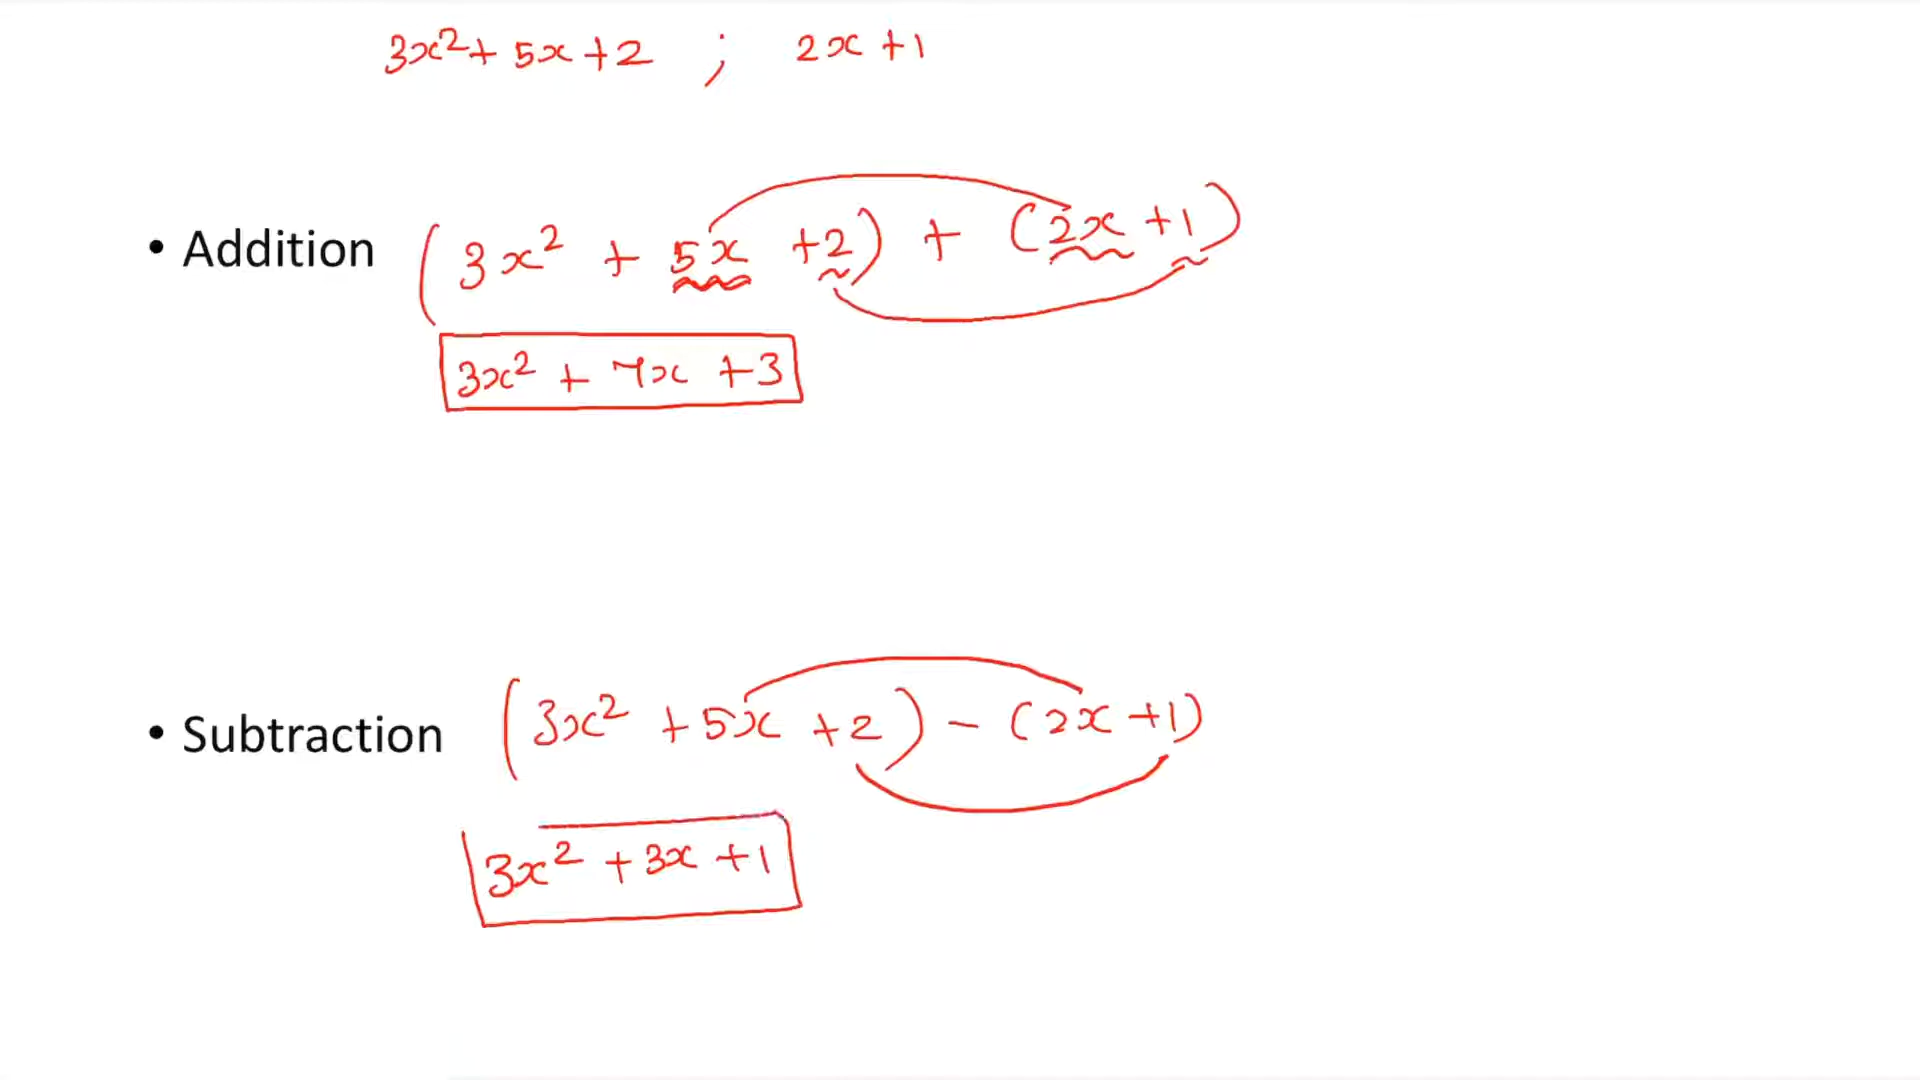 3x² + 5x + 2 ; 2x + 1
• Addition (3x² + 5x + 2) + (2x + 1)
3x² + 7x + 3
• Subtraction (3x² + 5x + 2) - (2x + 1)
3x² + 3x + 1